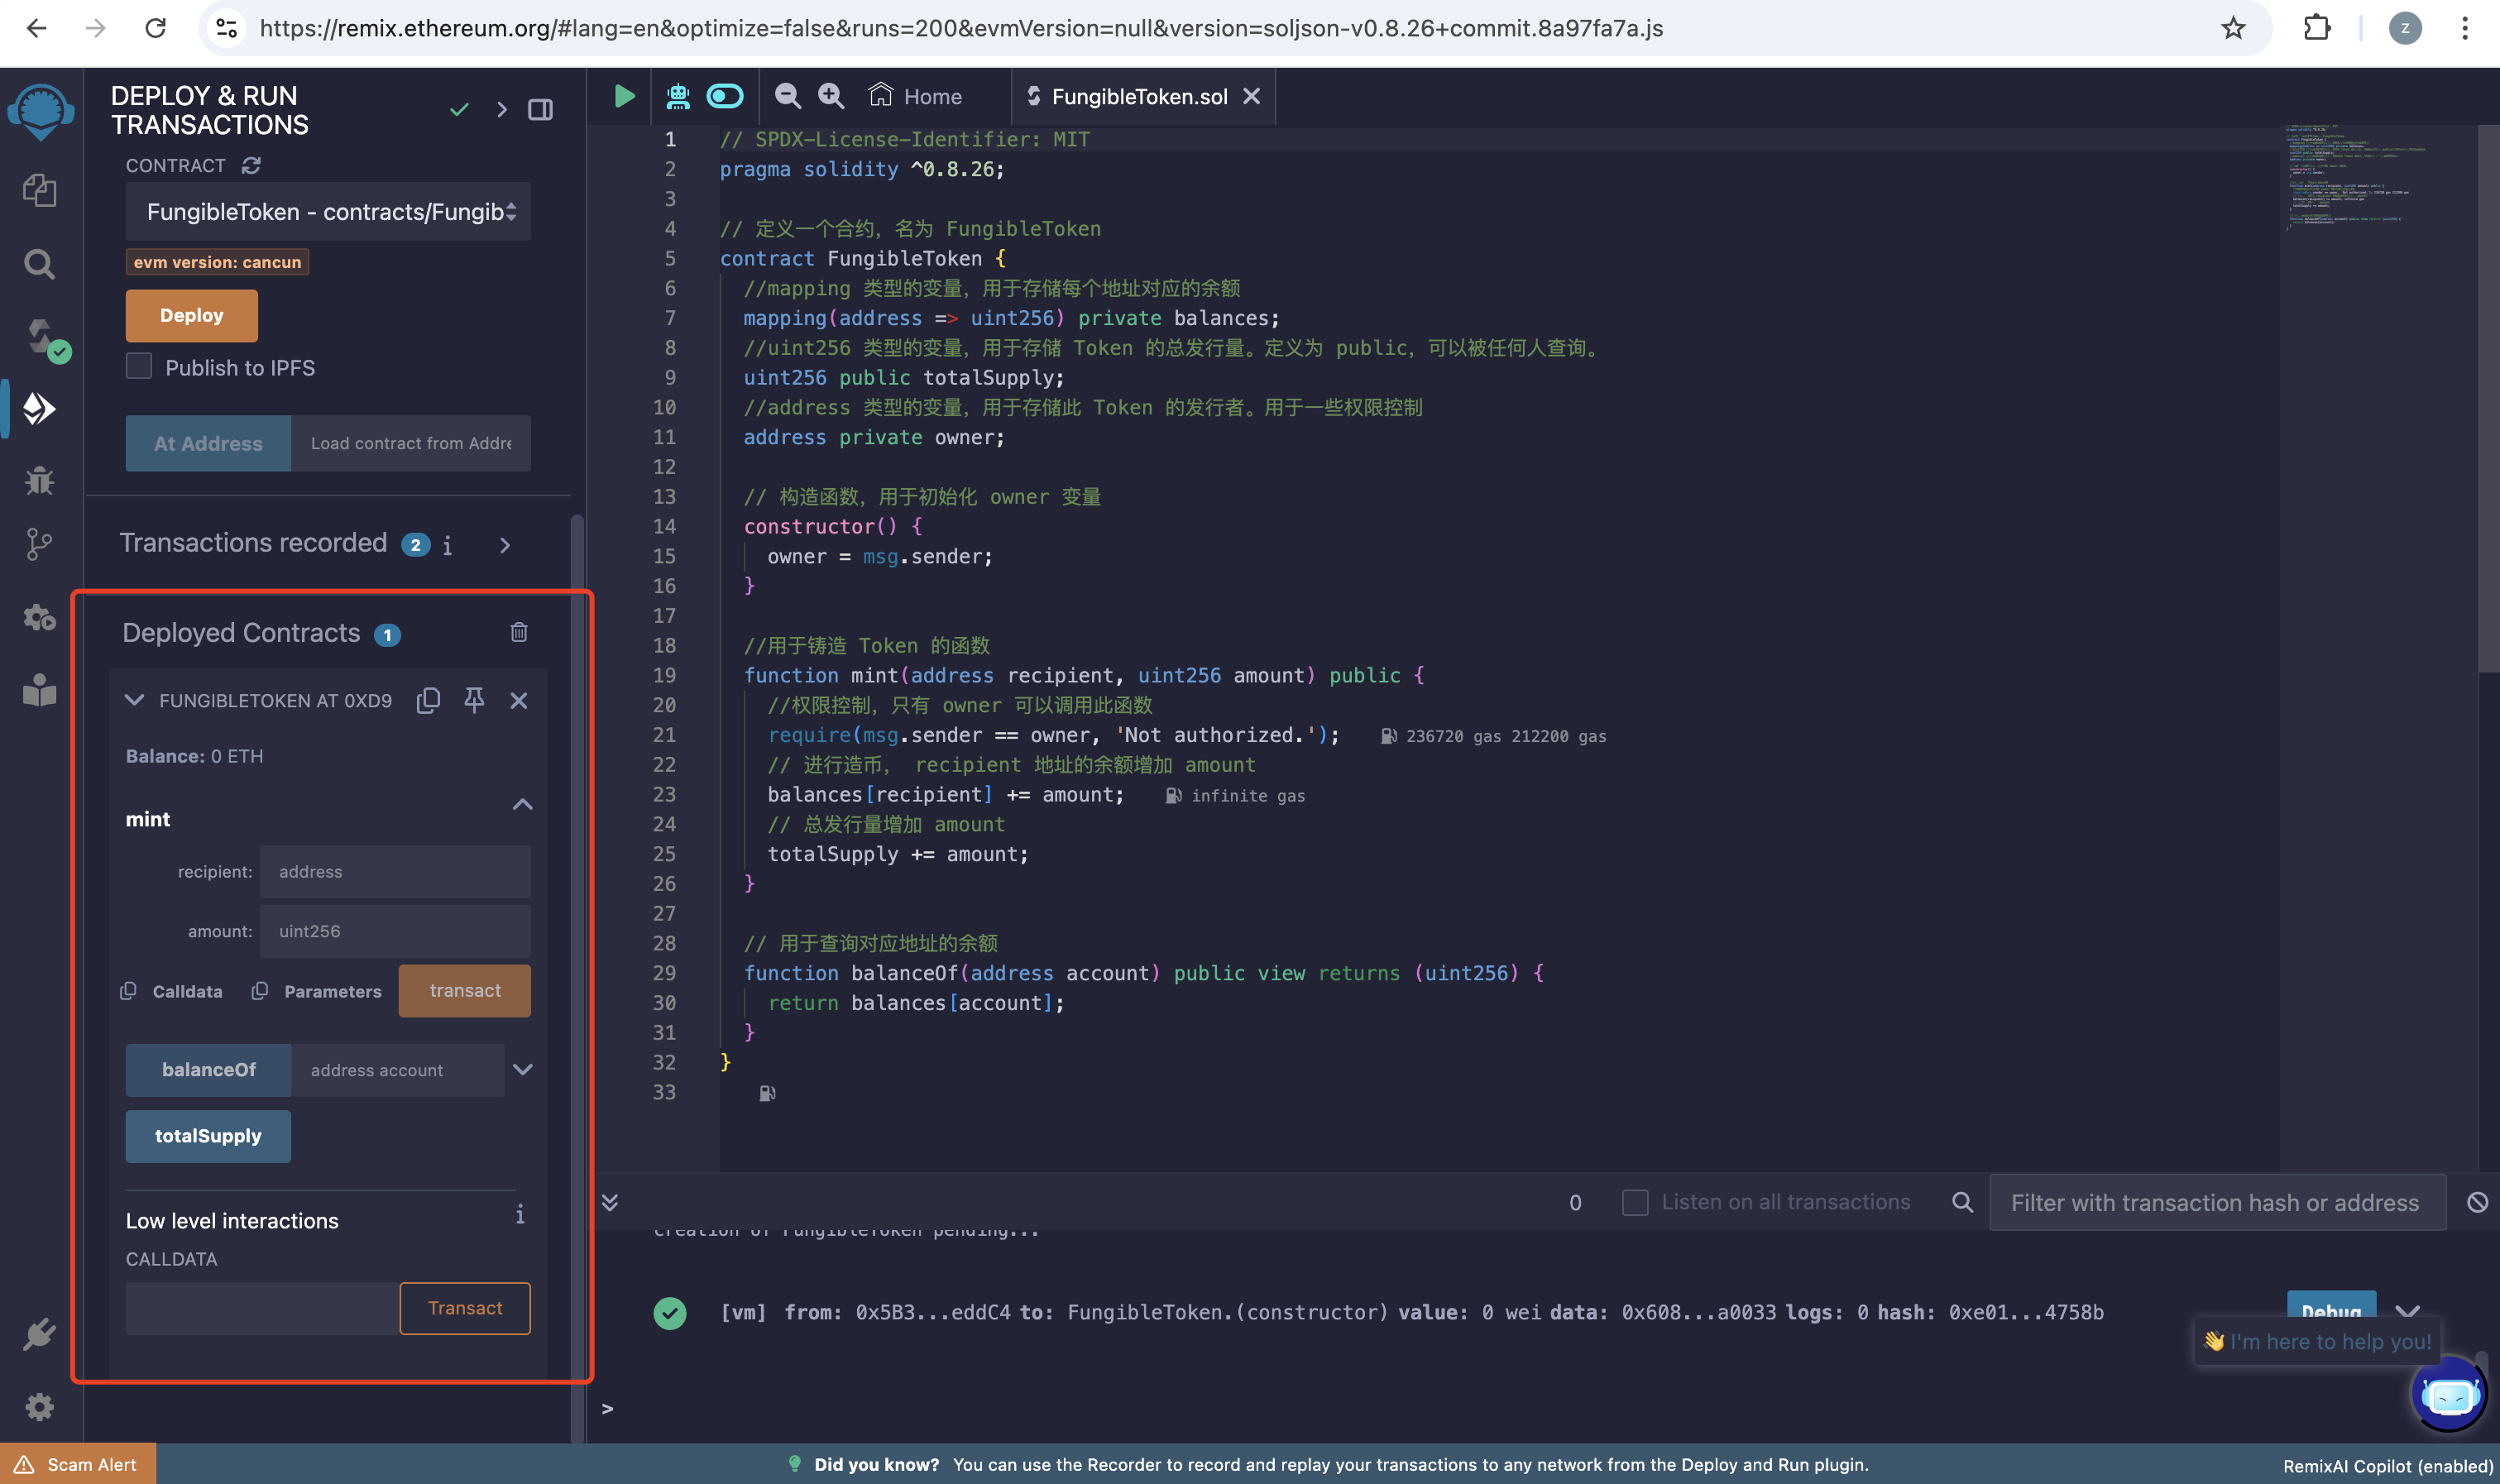 https://remix.ethereum.org/#lang=en&optimize=false&runs=200&evmVersion=null&version=soljson-v0.8.26+commit.8a97fa7a.js
Z
DEPLOY & RUN
TRANSACTIONS
CONTRACT
FungibleToken - contracts/Fungib
evm version: cancun
Deploy
Publish to IPFS
At Address
Load contract from Addre
Transactions recorded 2 i
Deployed Contracts 1
FUNGIBLETOKEN AT 0XD9
Balance: 0 ETH
mint
recipient: address
amount: uint256
Calldata Parameters transact
balanceOf address account
totalSupply
Low level interactions i
CALLDATA
Transact
Home
FungibleToken.sol
1 // SPDX-License-Identifier: MIT
2 pragma solidity ^0.8.26;
3
4 // 定义一个合约，名为 FungibleToken
5 contract FungibleToken {
6 //mapping 类型的变量，用于存储每个地址对应的余额
7 mapping(address => uint256) private balances;
8 //uint256 类型的变量，用于存储 Token 的总发行量。定义为 public，可以被任何人查询。
9 uint256 public totalSupply;
10 //address 类型的变量，用于存储此 Token 的发行者。用于一些权限控制
11 address private owner;
12
13 // 构造函数，用于初始化 owner 变量
14 constructor() {
15 owner = msg.sender;
16 }
17
18 //用于铸造 Token 的函数
19 function mint(address recipient, uint256 amount) public {
20 //权限控制，只有 owner 可以调用此函数
21 require(msg.sender == owner, 'Not authorized.'); 236720 gas 212200 gas
22 // 进行造币， recipient 地址的余额增加 amount
23 balances[recipient] += amount; infinite gas
24 // 总发行量增加 amount
25 totalSupply += amount;
26 }
27
28 // 用于查询对应地址的余额
29 function balanceOf(address account) public view returns (uint256) {
30 return balances[account];
31 }
32 }
33
0 Listen on all transactions Filter with transaction hash or address
creation of FungibleToken pending...
[vm] from: 0x5B3...eddC4 to: FungibleToken.(constructor) value: 0 wei data: 0x608...a0033 logs: 0 hash: 0xe01...4758b
Debug
👋 I'm here to help you!
>
Scam Alert
Did you know? You can use the Recorder to record and replay your transactions to any network from the Deploy and Run plugin.
RemixAI Copilot (enabled)